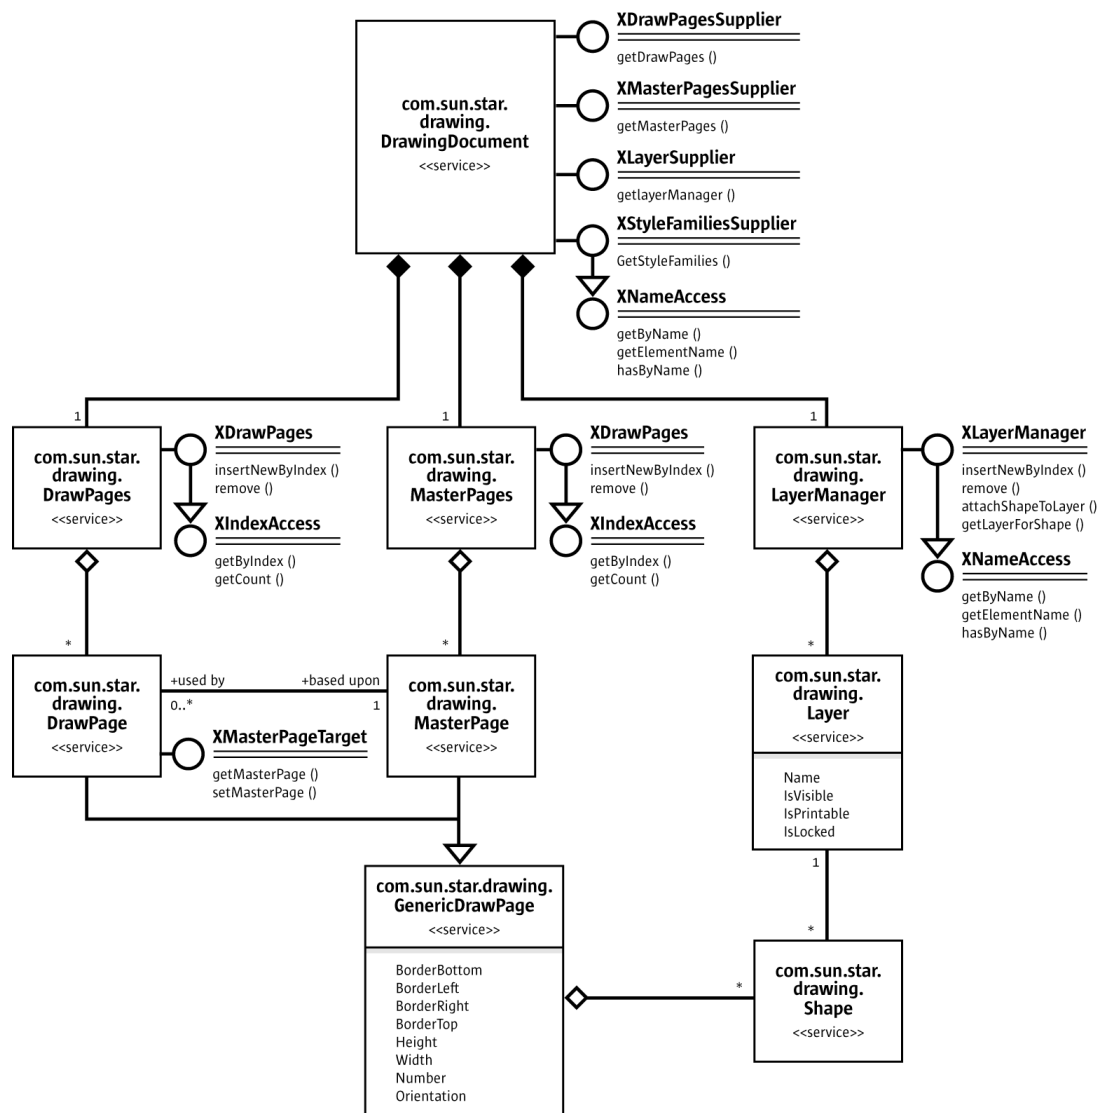 com.sun.star.
drawing.
DrawingDocument
<<service>>
XDrawPagesSupplier
getDrawPages ()
XMasterPagesSupplier
getMasterPages ()
XLayerSupplier
getlayerManager ()
XStyleFamiliesSupplier
GetStyleFamilies ()
XNameAccess
getByName ()
getElementName ()
hasByName ()
1
com.sun.star.
drawing.
DrawPages
<<service>>
XDrawPages
insertNewByIndex ()
remove ()
XIndexAccess
getByIndex ()
getCount ()
1
com.sun.star.
drawing.
MasterPages
<<service>>
XDrawPages
insertNewByIndex ()
remove ()
XIndexAccess
getByIndex ()
getCount ()
1
com.sun.star.
drawing.
LayerManager
<<service>>
XLayerManager
insertNewByIndex ()
remove ()
attachShapeToLayer ()
getLayerForShape ()
XNameAccess
getByName ()
getElementName ()
hasByName ()
*
com.sun.star.
drawing.
DrawPage
<<service>>
+used by
0..*
+based upon
1
XMasterPageTarget
getMasterPage ()
setMasterPage ()
*
com.sun.star.
drawing.
MasterPage
<<service>>
*
com.sun.star.
drawing.
Layer
<<service>>
Name
IsVisible
IsPrintable
IsLocked
1
*
com.sun.star.drawing.
GenericDrawPage
<<service>>
BorderBottom
BorderLeft
BorderRight
BorderTop
Height
Width
Number
Orientation
*
com.sun.star.
drawing.
Shape
<<service>>